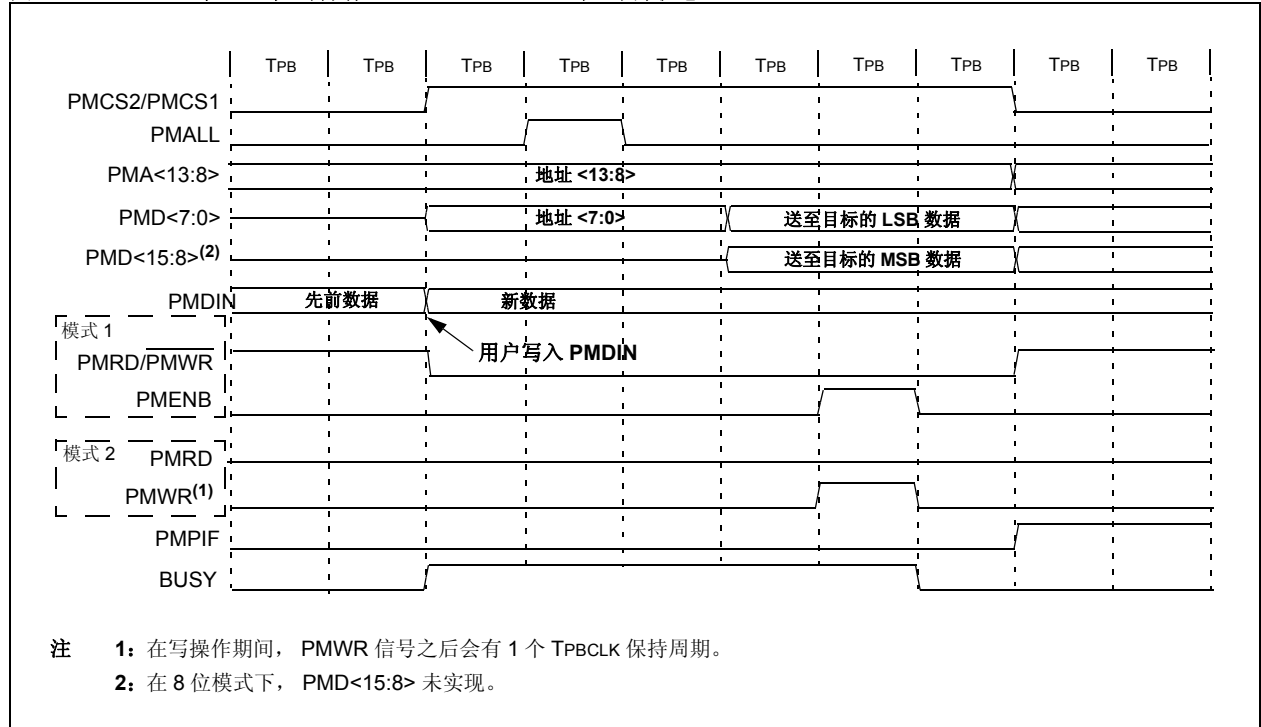 TPB TPB TPB TPB TPB TPB TPB TPB TPB TPB
PMCS2/PMCS1
PMALL
PMA<13:8> 地址 <13:8>
PMD<7:0> 地址 <7:0> 送至目标的 LSB 数据
PMD<15:8>(2) 送至目标的 MSB 数据
PMDIN 先前数据 新数据
模式 1
用户写入 PMDIN
PMRD/PMWR
PMENB
模式 2
PMRD
PMWR(1)
PMPIF
BUSY
注 1: 在写操作期间， PMWR 信号之后会有 1 个 TPBCLK 保持周期。
2: 在 8 位模式下， PMD<15:8> 未实现。